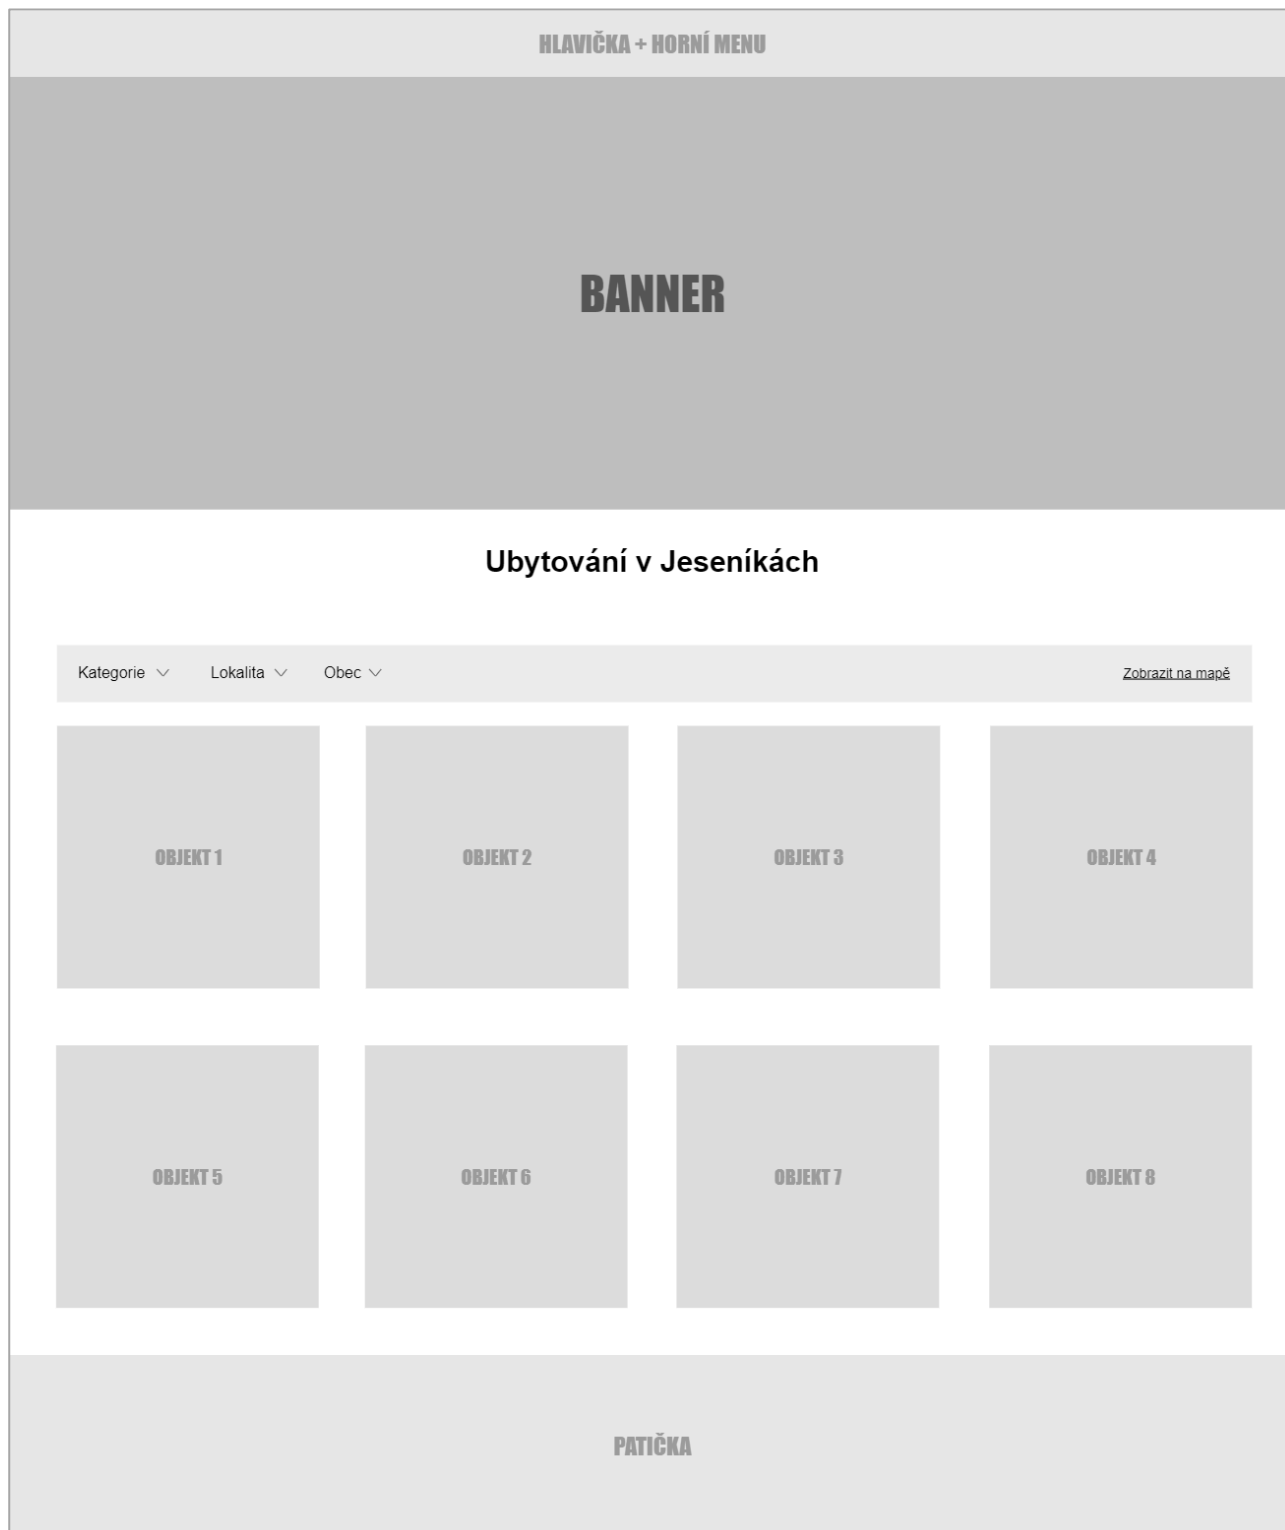 HLAVIČKA + HORNÍ MENU
BANNER
Ubytování v Jeseníkách
Kategorie Lokalita Obec Zobrazit na mapě
OBJEKT 1 OBJEKT 2 OBJEKT 3 OBJEKT 4
OBJEKT 5 OBJEKT 6 OBJEKT 7 OBJEKT 8
PATIČKA